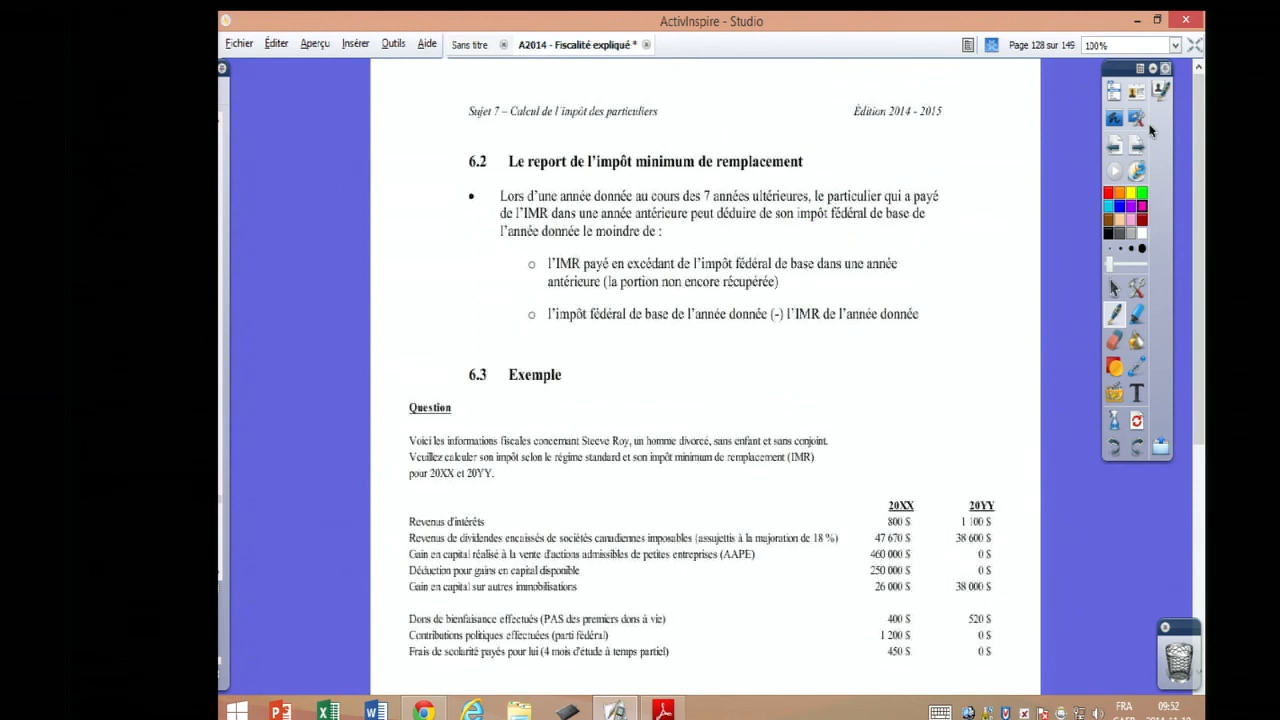 ActivInspire - Studio
Fichier Éditer Aperçu Insérer Outils Aide Sans titre A2014 - Fiscalité expliqué * Page 128 sur 149 100%
Sujet 7 – Calcul de l'impôt des particuliers Édition 2014 - 2015
6.2 Le report de l'impôt minimum de remplacement
• Lors d'une année donnée au cours des 7 années ultérieures, le particulier qui a payé
de l'IMR dans une année antérieure peut déduire de son impôt fédéral de base de
l'année donnée le moindre de :
o l'IMR payé en excédant de l'impôt fédéral de base dans une année
antérieure (la portion non encore récupérée)
o l'impôt fédéral de base de l'année donnée (-) l'IMR de l'année donnée
6.3 Exemple
Question
Voici les informations fiscales concernant Steeve Roy, un homme divorcé, sans enfant et sans conjoint.
Veuillez calculer son impôt selon le régime standard et son impôt minimum de remplacement (IMR)
pour 20XX et 20YY.
20XX 20YY
Revenus d'intérêts 800 $ 1 100 $
Revenus de dividendes encaissés de sociétés canadiennes imposables (assujettis à la majoration de 18 %) 47 670 $ 38 600 $
Gain en capital réalisé à la vente d'actions admissibles de petites entreprises (AAPE) 460 000 $ 0 $
Déduction pour gains en capital disponible 250 000 $ 0 $
Gain en capital sur autres immobilisations 26 000 $ 38 000 $
Dons de bienfaisance effectués (PAS des premiers dons à vie) 400 $ 520 $
Contributions politiques effectuées (parti fédéral) 1 200 $ 0 $
Frais de scolarité payés pour lui (4 mois d'étude à temps partiel) 450 $ 0 $
FRA 09:52